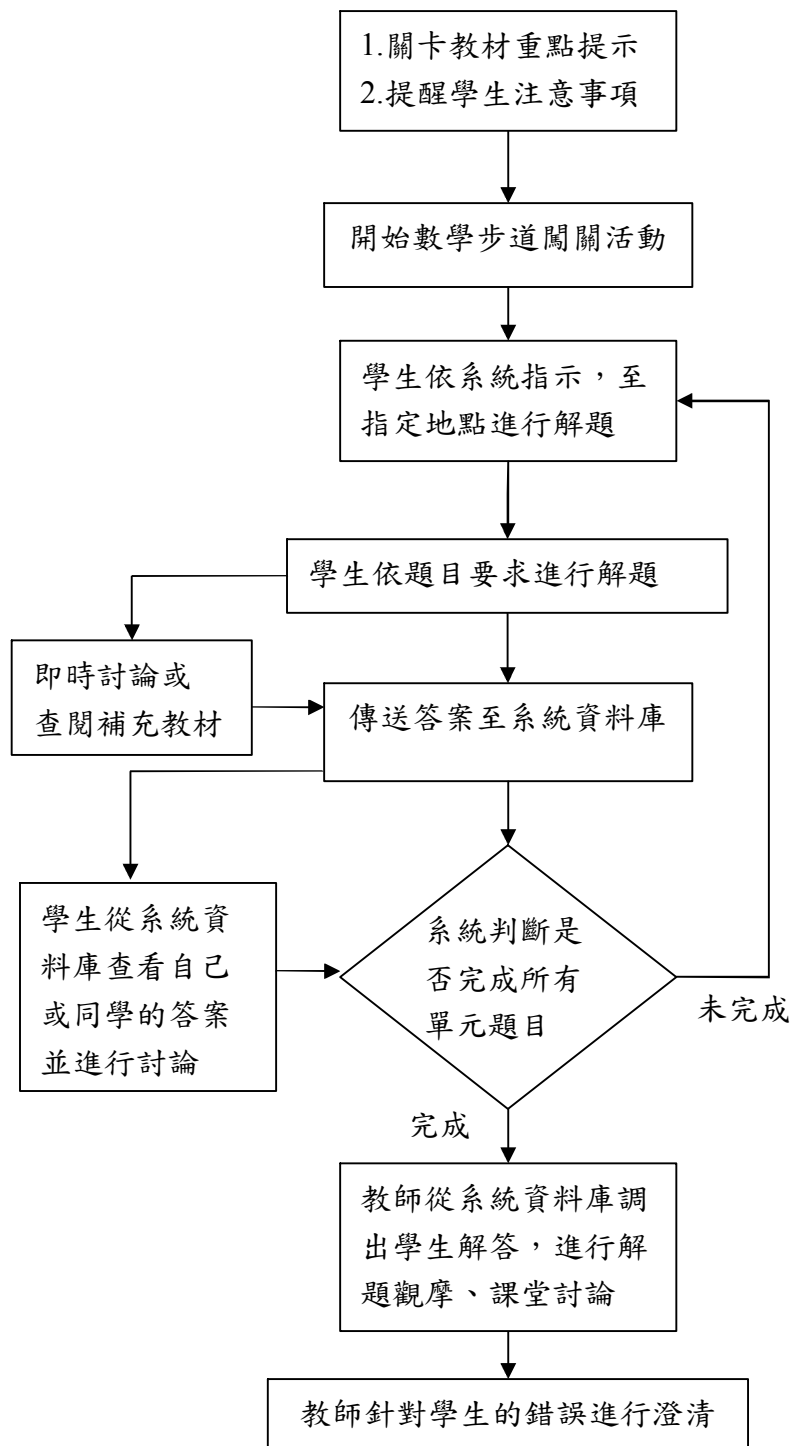 1.關卡教材重點提示
2.提醒學生注意事項
開始數學步道闖關活動
學生依系統指示，至
指定地點進行解題
學生依題目要求進行解題
即時討論或
查閱補充教材
傳送答案至系統資料庫
學生從系統資
料庫查看自己
或同學的答案
並進行討論
系統判斷是
否完成所有
單元題目
未完成
完成
教師從系統資料庫調
出學生解答，進行解
題觀摩、課堂討論
教師針對學生的錯誤進行澄清